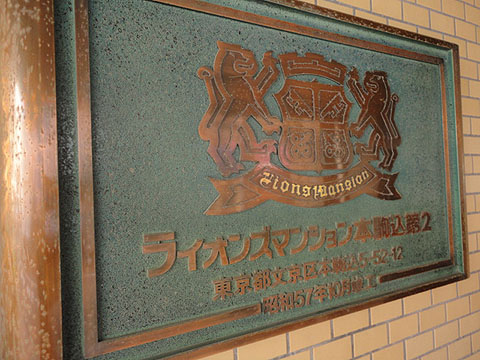 Lions Mansion
ライオンズマンション本駒込第2
東京都文京区本駒込5-52-12
昭和57年10月竣工